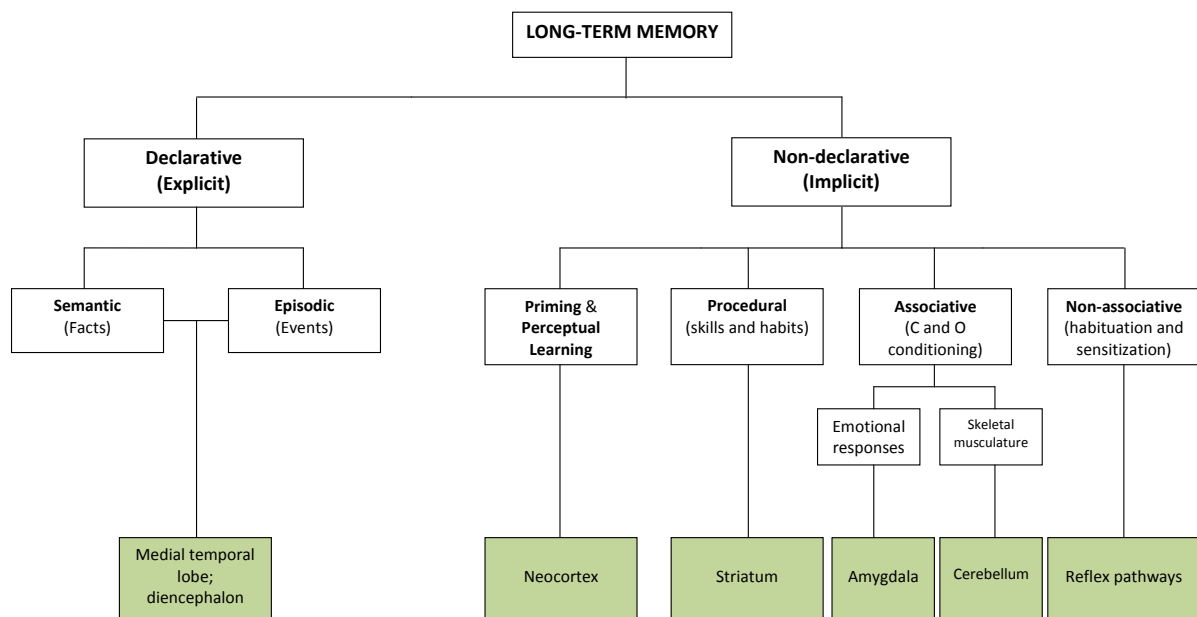 LONG-TERM MEMORY
Declarative
(Explicit)
Non-declarative
(Implicit)
Semantic
(Facts)
Episodic
(Events)
Priming &
Perceptual
Learning
Procedural
(skills and habits)
Associative
(C and O
conditioning)
Non-associative
(habituation and
sensitization)
Emotional
responses
Skeletal
musculature
Medial temporal
lobe;
diencephalon
Neocortex
Striatum
Amygdala
Cerebellum
Reflex pathways